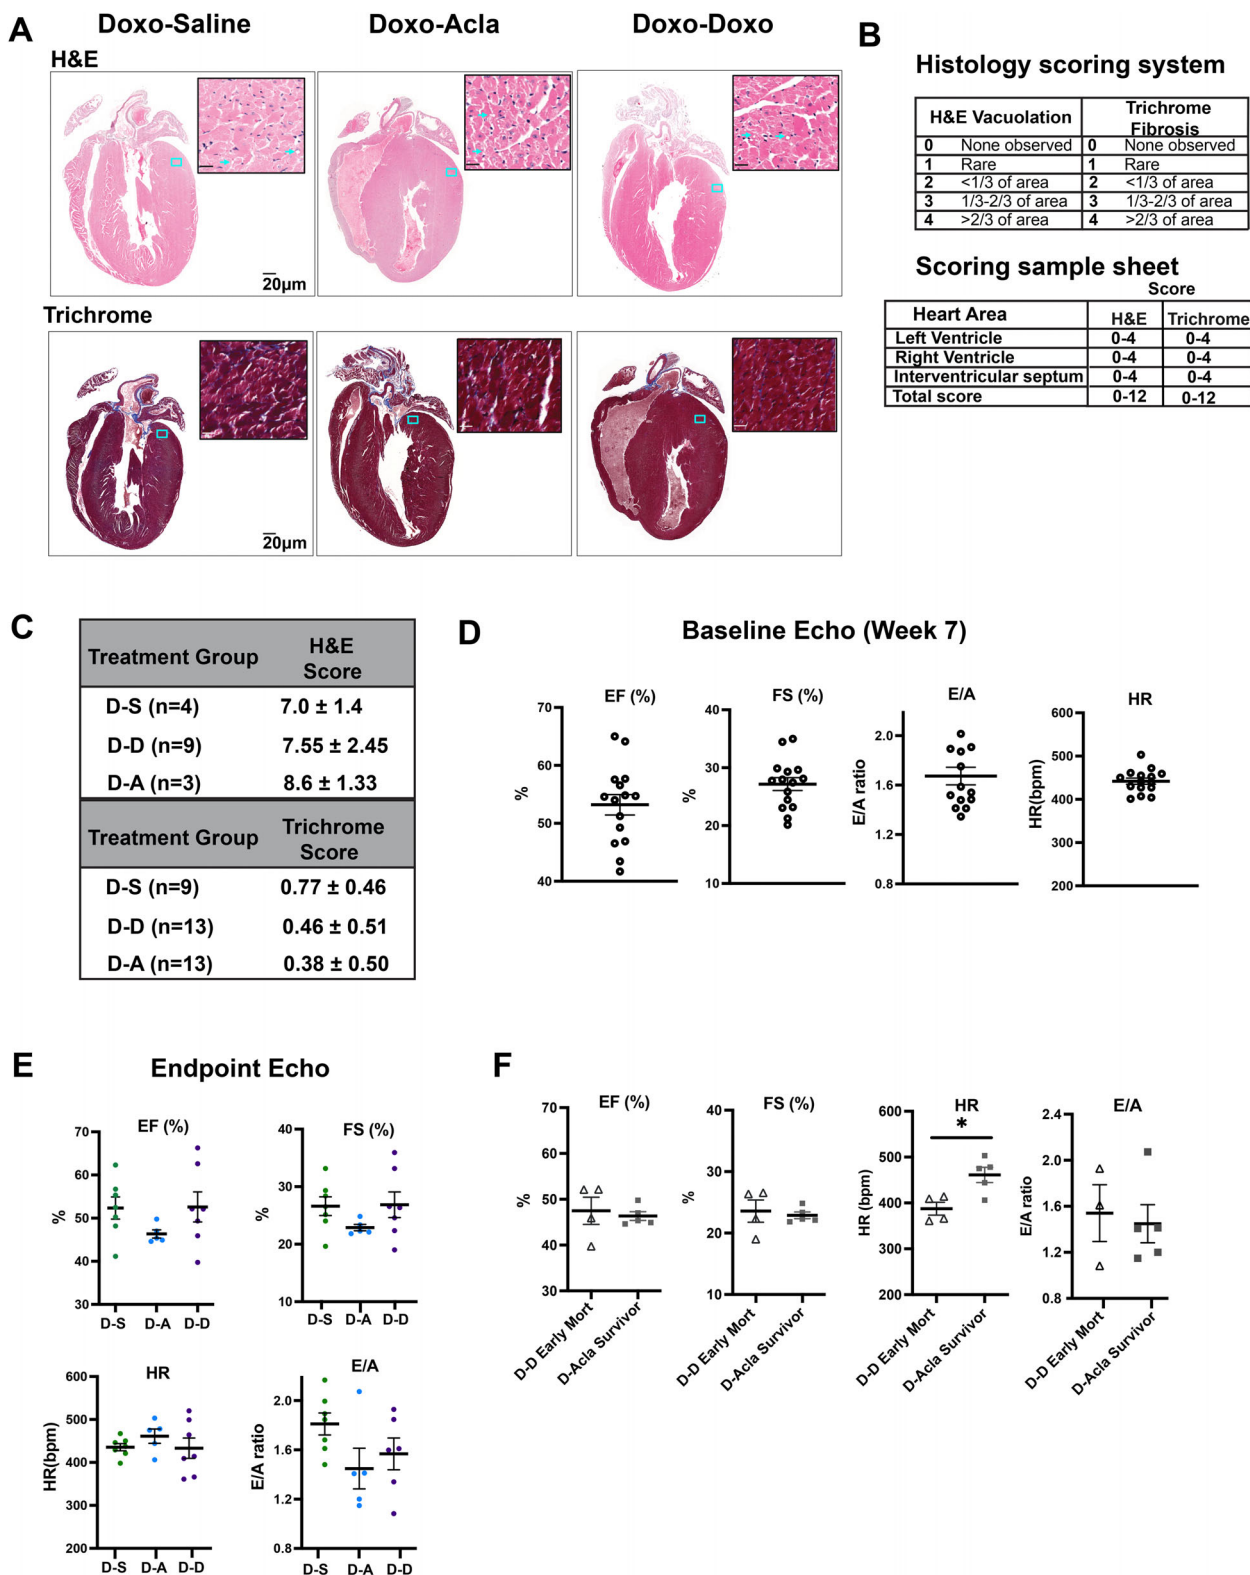 A
Doxo-Saline
Doxo-Acla
Doxo-Doxo
H&E
20µm
Trichrome
20µm
B
Histology scoring system
H&E Vacuolation
Trichrome
Fibrosis
0 None observed 0 None observed
1 Rare 1 Rare
2 <1/3 of area 2 <1/3 of area
3 1/3-2/3 of area 3 1/3-2/3 of area
4 >2/3 of area 4 >2/3 of area
Scoring sample sheet
Score
Heart Area H&E Trichrome
Left Ventricle 0-4 0-4
Right Ventricle 0-4 0-4
Interventricular septum 0-4 0-4
Total score 0-12 0-12
C
Treatment Group H&E
Score
D-S (n=4) 7.0 ± 1.4
D-D (n=9) 7.55 ± 2.45
D-A (n=3) 8.6 ± 1.33
Treatment Group Trichrome
Score
D-S (n=9) 0.77 ± 0.46
D-D (n=13) 0.46 ± 0.51
D-A (n=13) 0.38 ± 0.50
D
Baseline Echo (Week 7)
EF (%)
70
60
50
40
%
FS (%)
40
30
20
10
%
E/A
2.0
1.6
1.2
0.8
E/A ratio
HR
600
500
400
300
200
HR(bpm)
E
Endpoint Echo
EF (%)
70
60
50
40
30
%
D-S D-A D-D
FS (%)
40
30
20
10
%
D-S D-A D-D
HR
600
500
400
300
200
HR(bpm)
D-S D-A D-D
E/A
2.0
1.6
1.2
0.8
E/A ratio
D-S D-A D-D
F
EF (%)
70
60
50
40
30
%
D-D Early Mort
D-Acla Survivor
FS (%)
40
30
20
10
%
D-D Early Mort
D-Acla Survivor
HR
*
600
500
400
300
200
HR (bpm)
D-D Early Mort
D-Acla Survivor
E/A
2.4
2.0
1.6
1.2
0.8
E/A ratio
D-D Early Mort
D-Acla Survivor